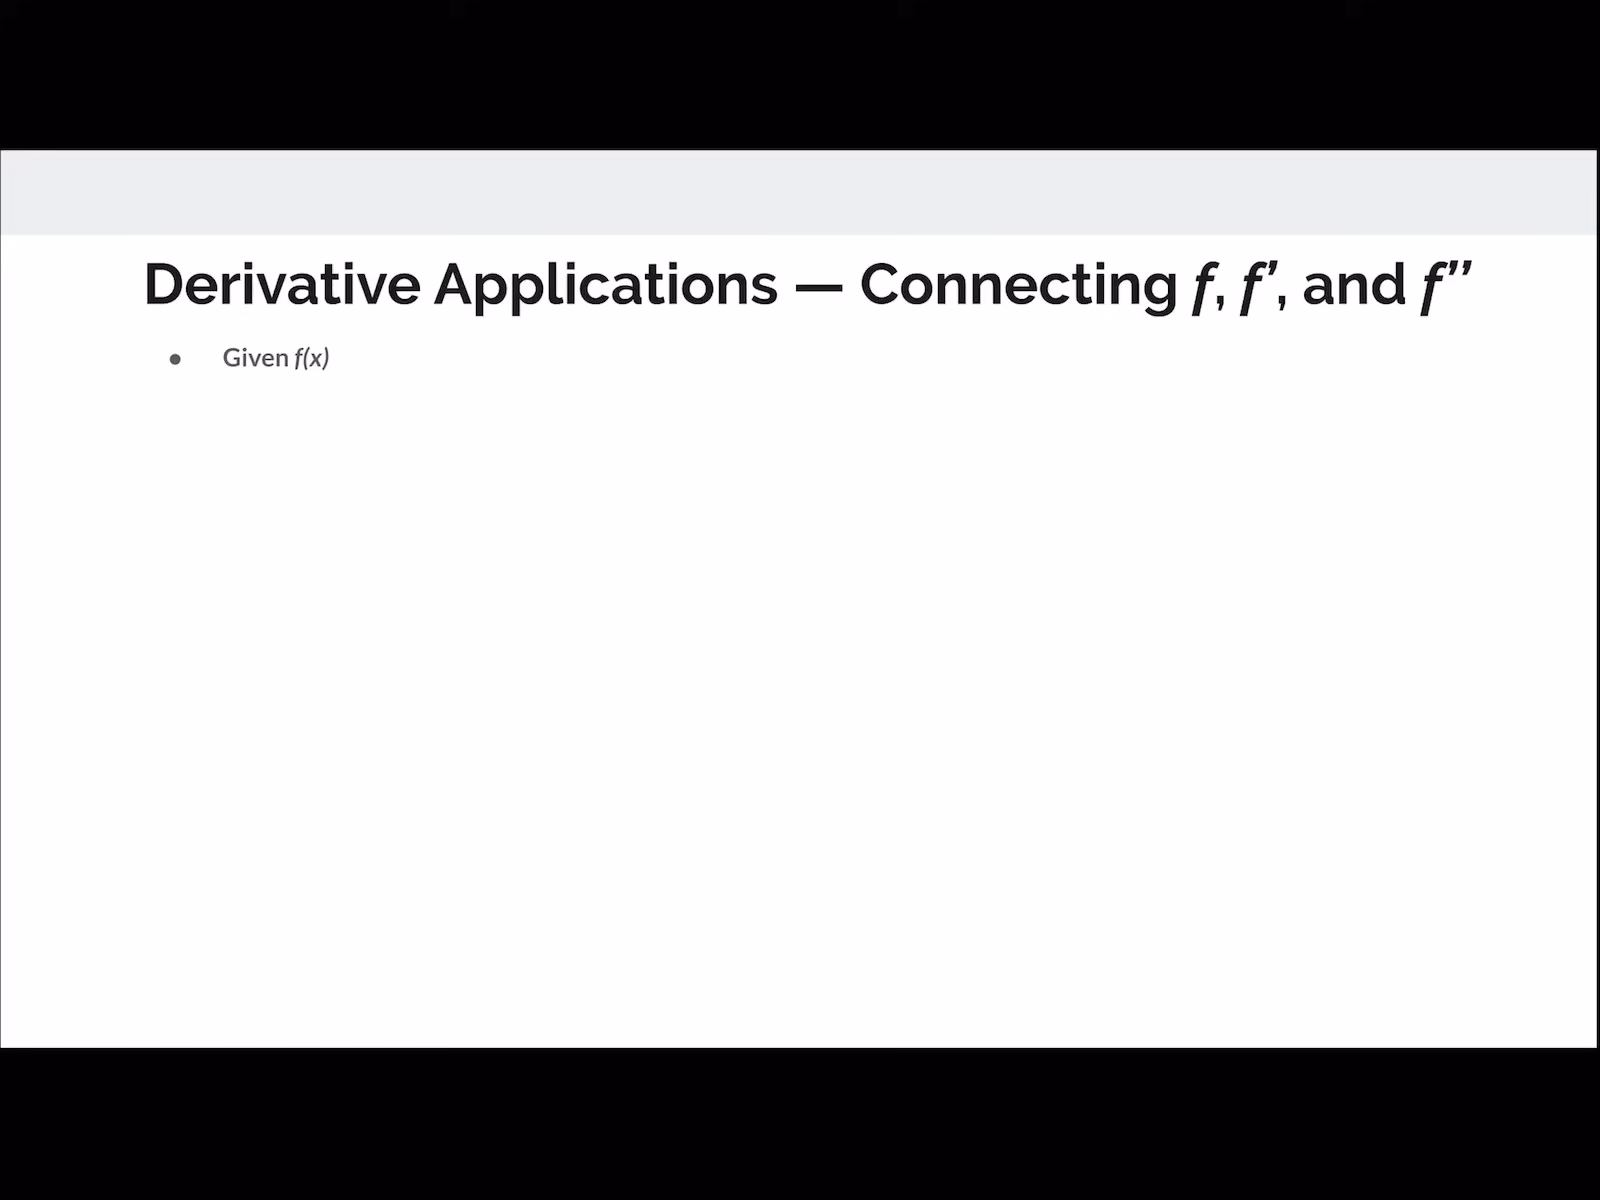 Derivative Applications — Connecting f, f’, and f’’
● Given f(x)